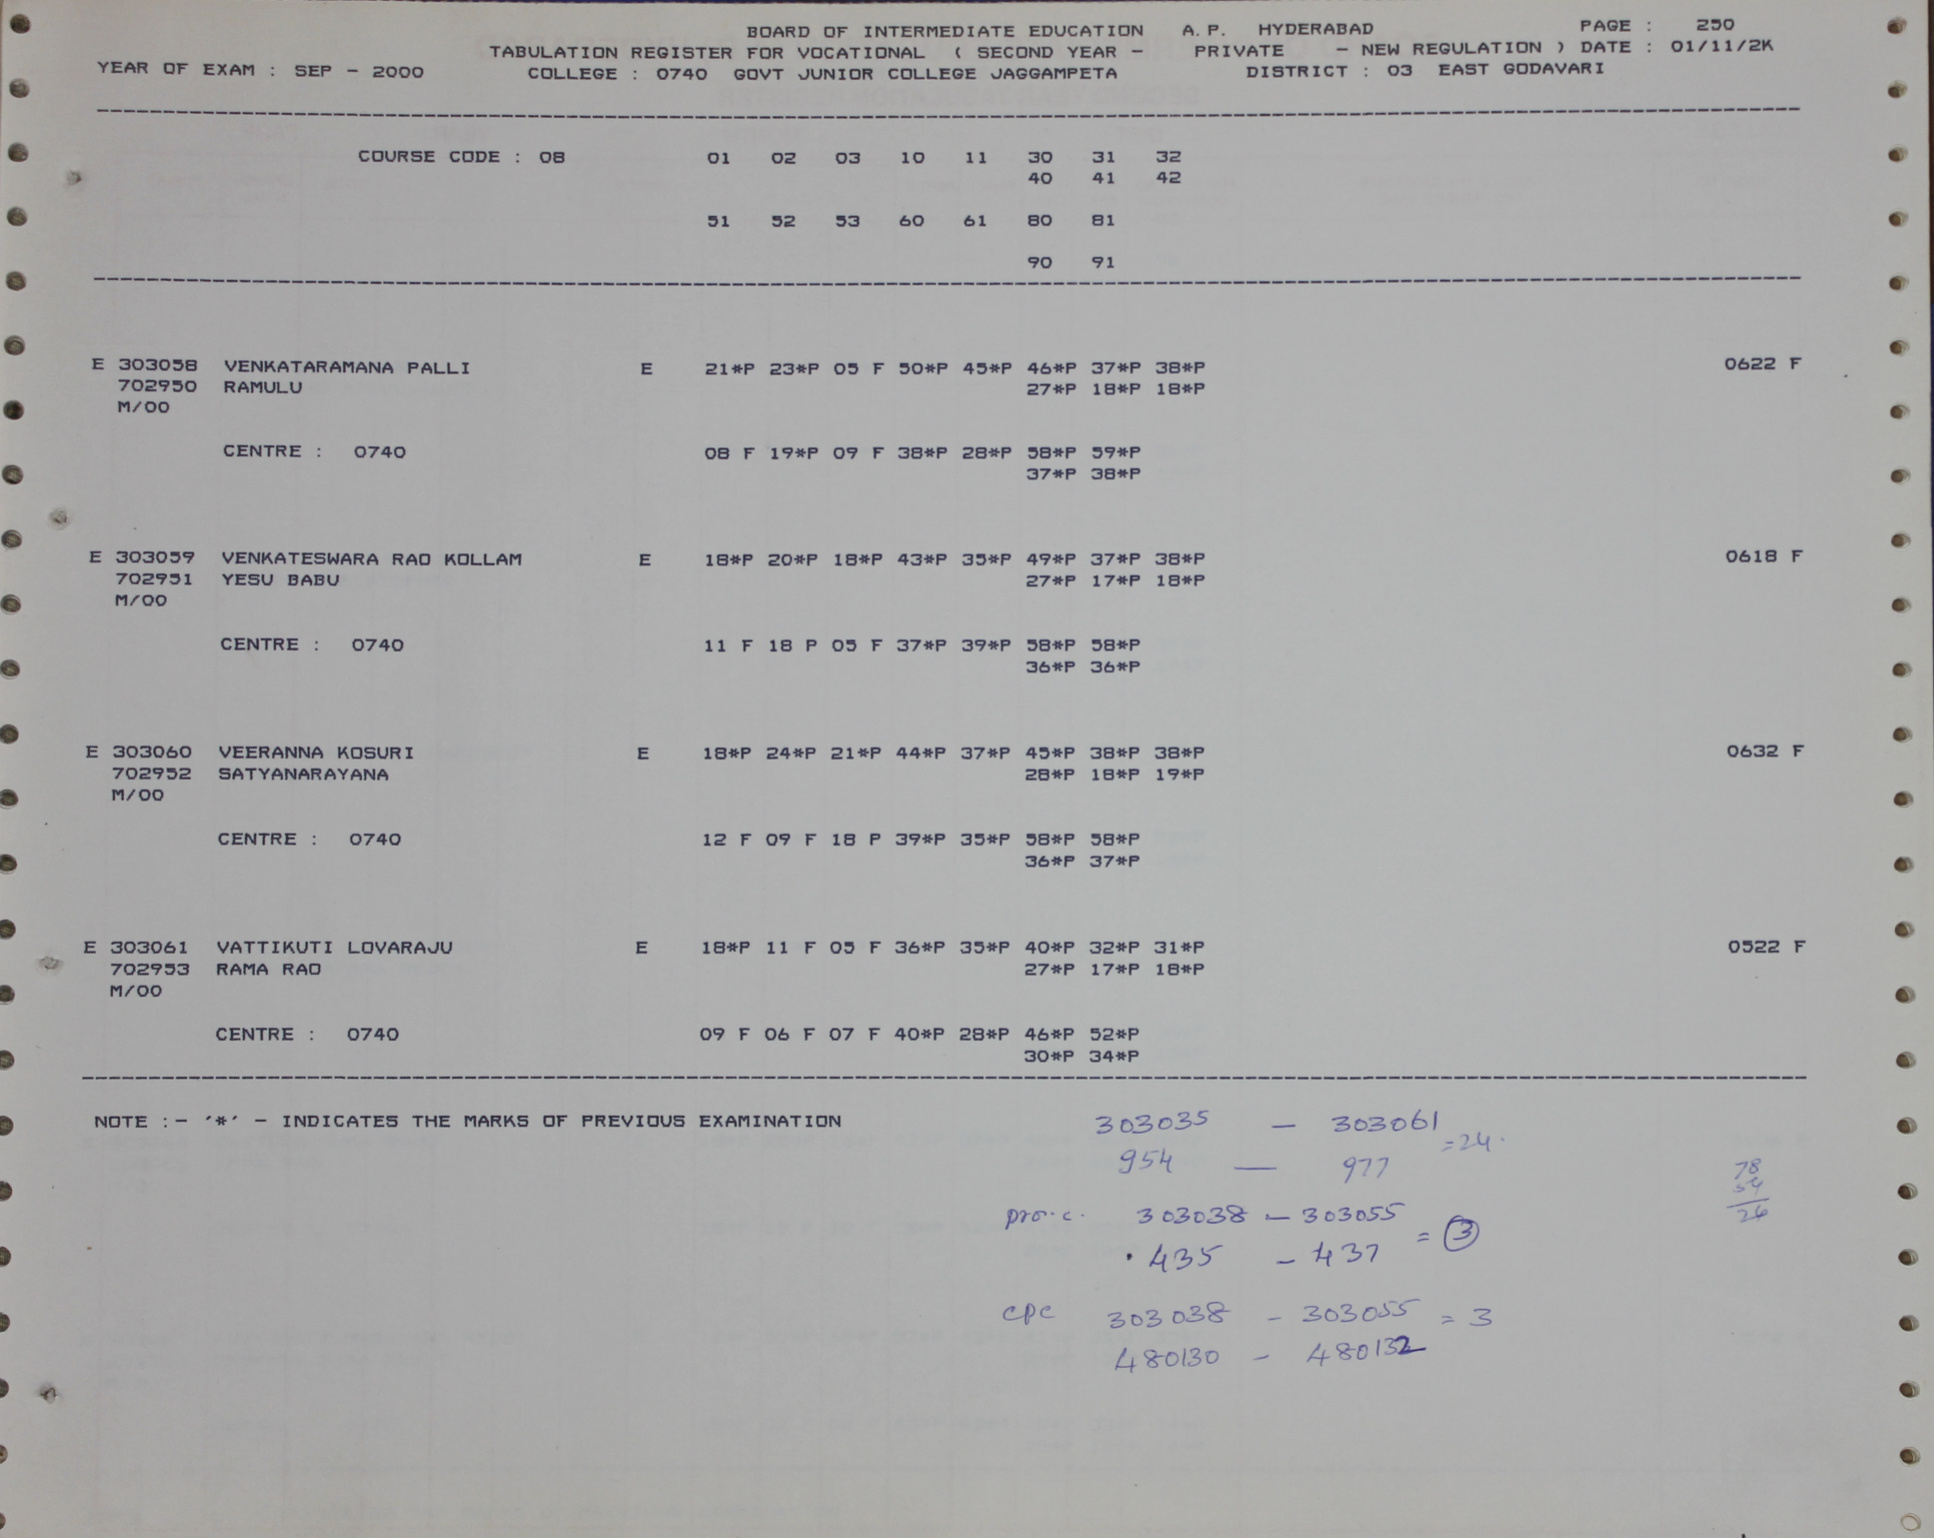 BOARD OF INTERMEDIATE EDUCATION A.P. HYDERABAD PAGE : 250
TABULATION REGISTER FOR VOCATIONAL ( SECOND YEAR - PRIVATE - NEW REGULATION ) DATE : 01/11/2K
YEAR OF EXAM : SEP - 2000 COLLEGE : 0740 GOVT JUNIOR COLLEGE JAGGAMPETA DISTRICT : 03 EAST GODAVARI
COURSE CODE : 08 01 02 03 10 11 30 31 32
40 41 42
51 52 53 60 61 80 81
90 91
E 303058 VENKATARAMANA PALLI E 21*P 23*P 05 F 50*P 45*P 46*P 37*P 38*P 0622 F
702950 RAMULU 27*P 18*P 18*P
M/00
CENTRE : 0740 08 F 19*P 09 F 38*P 28*P 58*P 59*P
37*P 38*P
E 303059 VENKATESWARA RAO KOLLAM E 18*P 20*P 18*P 43*P 35*P 49*P 37*P 38*P 0618 F
702951 YESU BABU 27*P 17*P 18*P
M/00
CENTRE : 0740 11 F 18 P 05 F 37*P 39*P 58*P 58*P
36*P 36*P
E 303060 VEERANNA KOSURI E 18*P 24*P 21*P 44*P 37*P 45*P 38*P 38*P 0632 F
702952 SATYANARAYANA 28*P 18*P 19*P
M/00
CENTRE : 0740 12 F 09 F 18 P 39*P 35*P 58*P 58*P
36*P 37*P
E 303061 VATTIKUTI LOVARAJU E 18*P 11 F 05 F 36*P 35*P 40*P 32*P 31*P 0522 F
702953 RAMA RAO 27*P 17*P 18*P
M/00
CENTRE : 0740 09 F 06 F 07 F 40*P 28*P 46*P 52*P
30*P 34*P
NOTE :- '*' - INDICATES THE MARKS OF PREVIOUS EXAMINATION
303035 - 303061 = 24.
954 - 977
78
54
24
pro.c. 303038 - 303055 = 3
435 - 437
cpc 303038 - 303055 = 3
480130 - 480132